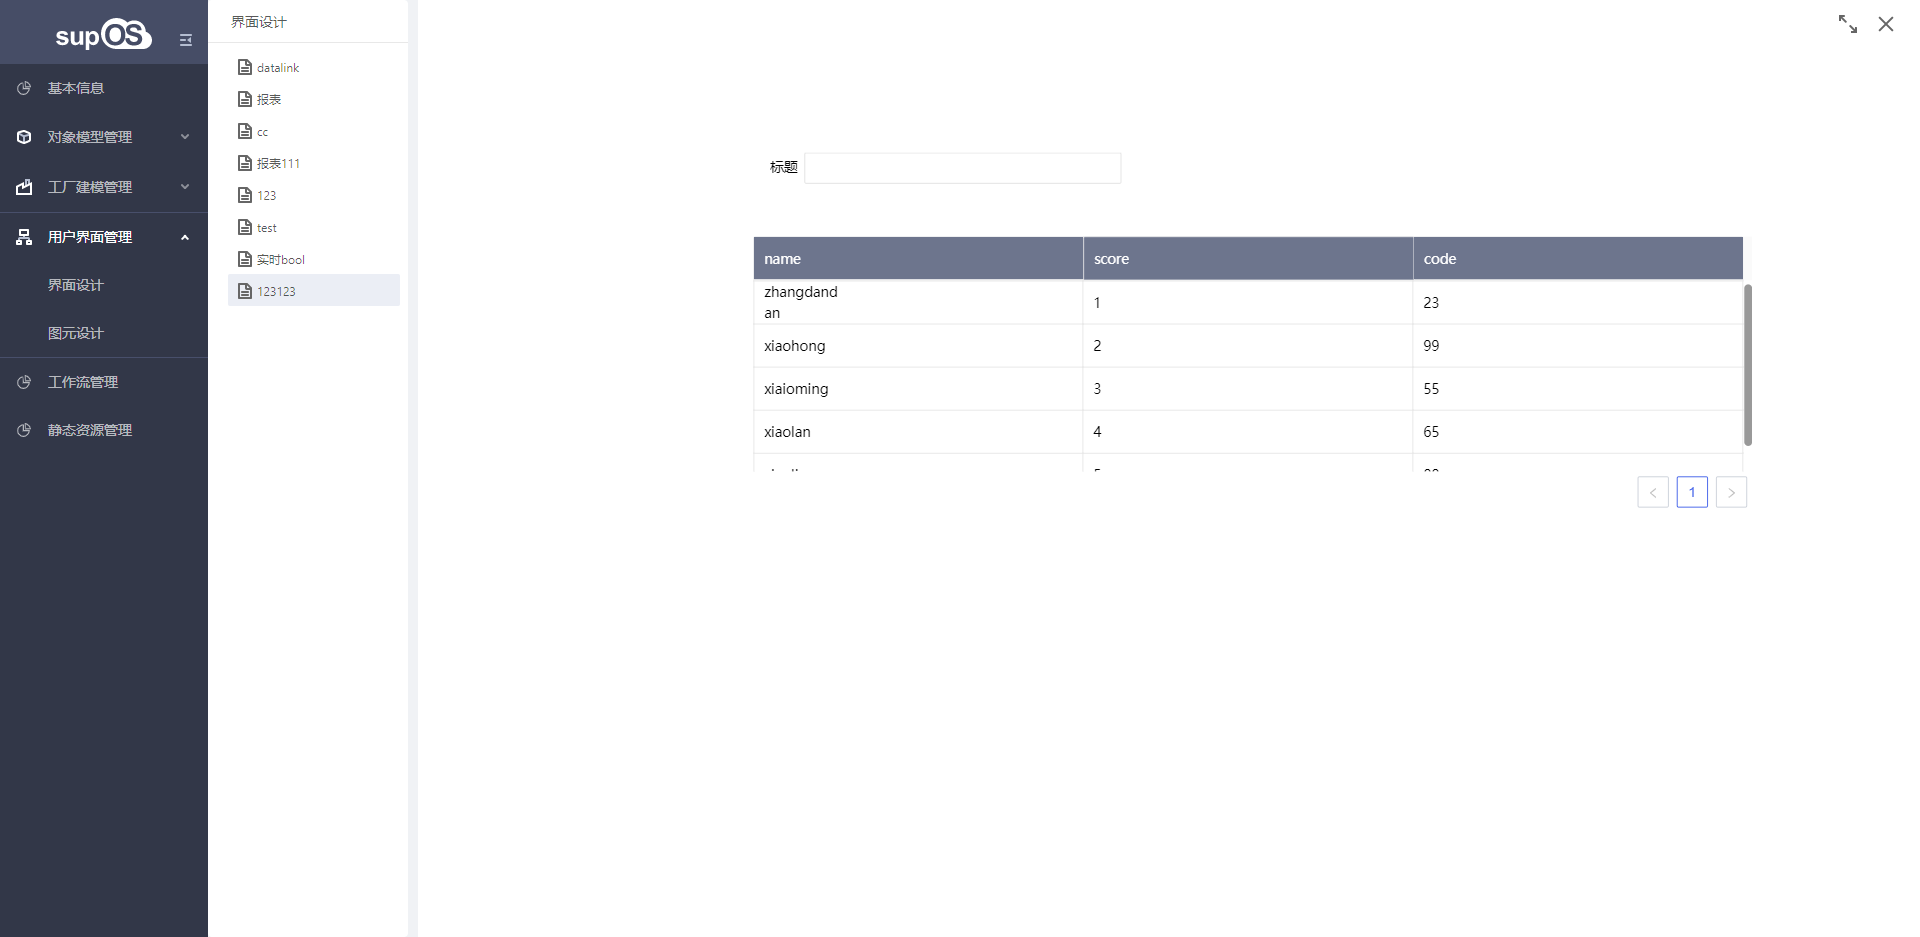 supOS
基本信息
对象模型管理
工厂建模管理
用户界面管理
界面设计
图元设计
工作流管理
静态资源管理
界面设计
datalink
报表
cc
报表111
123
test
实时bool
123123
标题
name score code
zhangdand
an 1 23
xiaohong 2 99
xiaioming 3 55
xiaolan 4 65
1